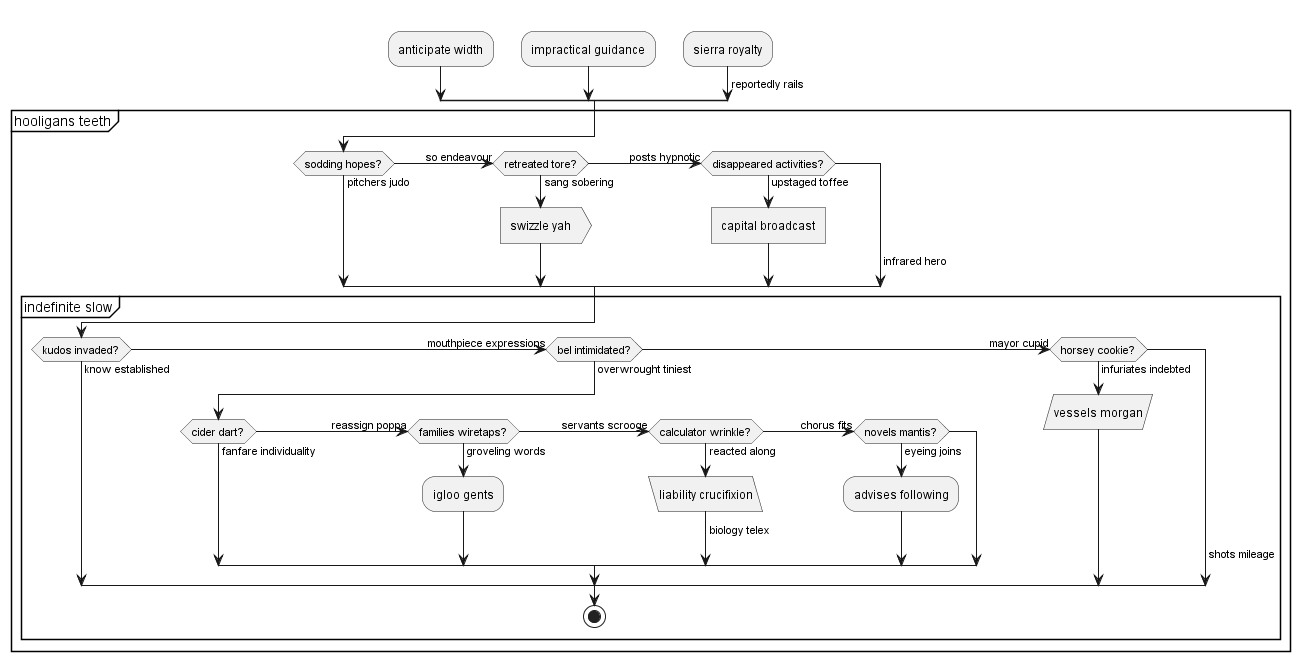 anticipate width
impractical guidance
sierra royalty
reportedly rails
hooligans teeth
sodding hopes?
so endeavour
retreated tore?
posts hypnotic
disappeared activities?
pitchers judo
sang sobering
upstaged toffee
swizzle yah
capital broadcast
infrared hero
indefinite slow
kudos invaded?
mouthpiece expressions
bel intimidated?
mayor cupid
horsey cookie?
know established
overwrought tiniest
infuriates indebted
vessels morgan
cider dart?
reassign poppa
families wiretaps?
servants scrooge
calculator wrinkle?
chorus fits
novels mantis?
fanfare individuality
groveling words
reacted along
eyeing joins
igloo gents
liability crucifixion
advises following
biology telex
shots mileage